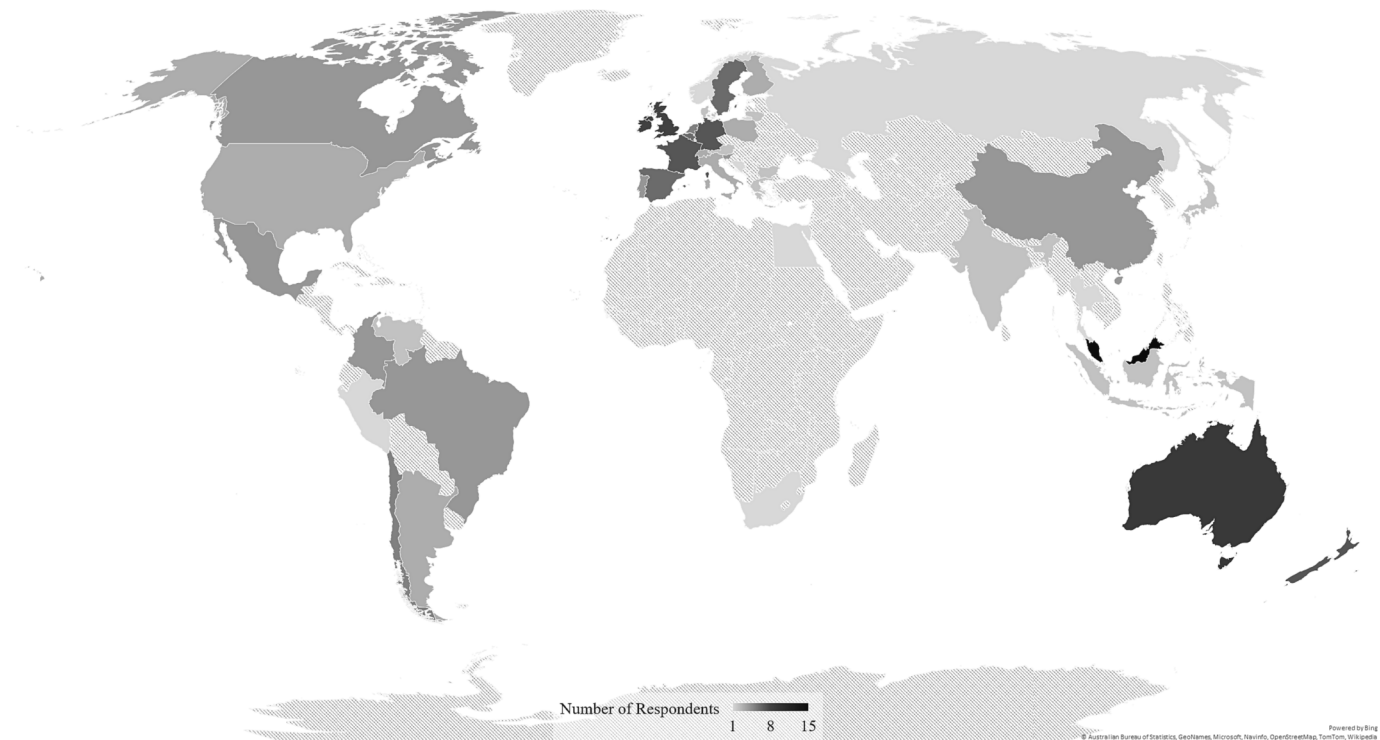 Number of Respondents
1 8 15
Powered by Bing
© Australian Bureau of Statistics, GeoNames, Microsoft, Navinfo, OpenStreetMap, TomTom, Wikipedia